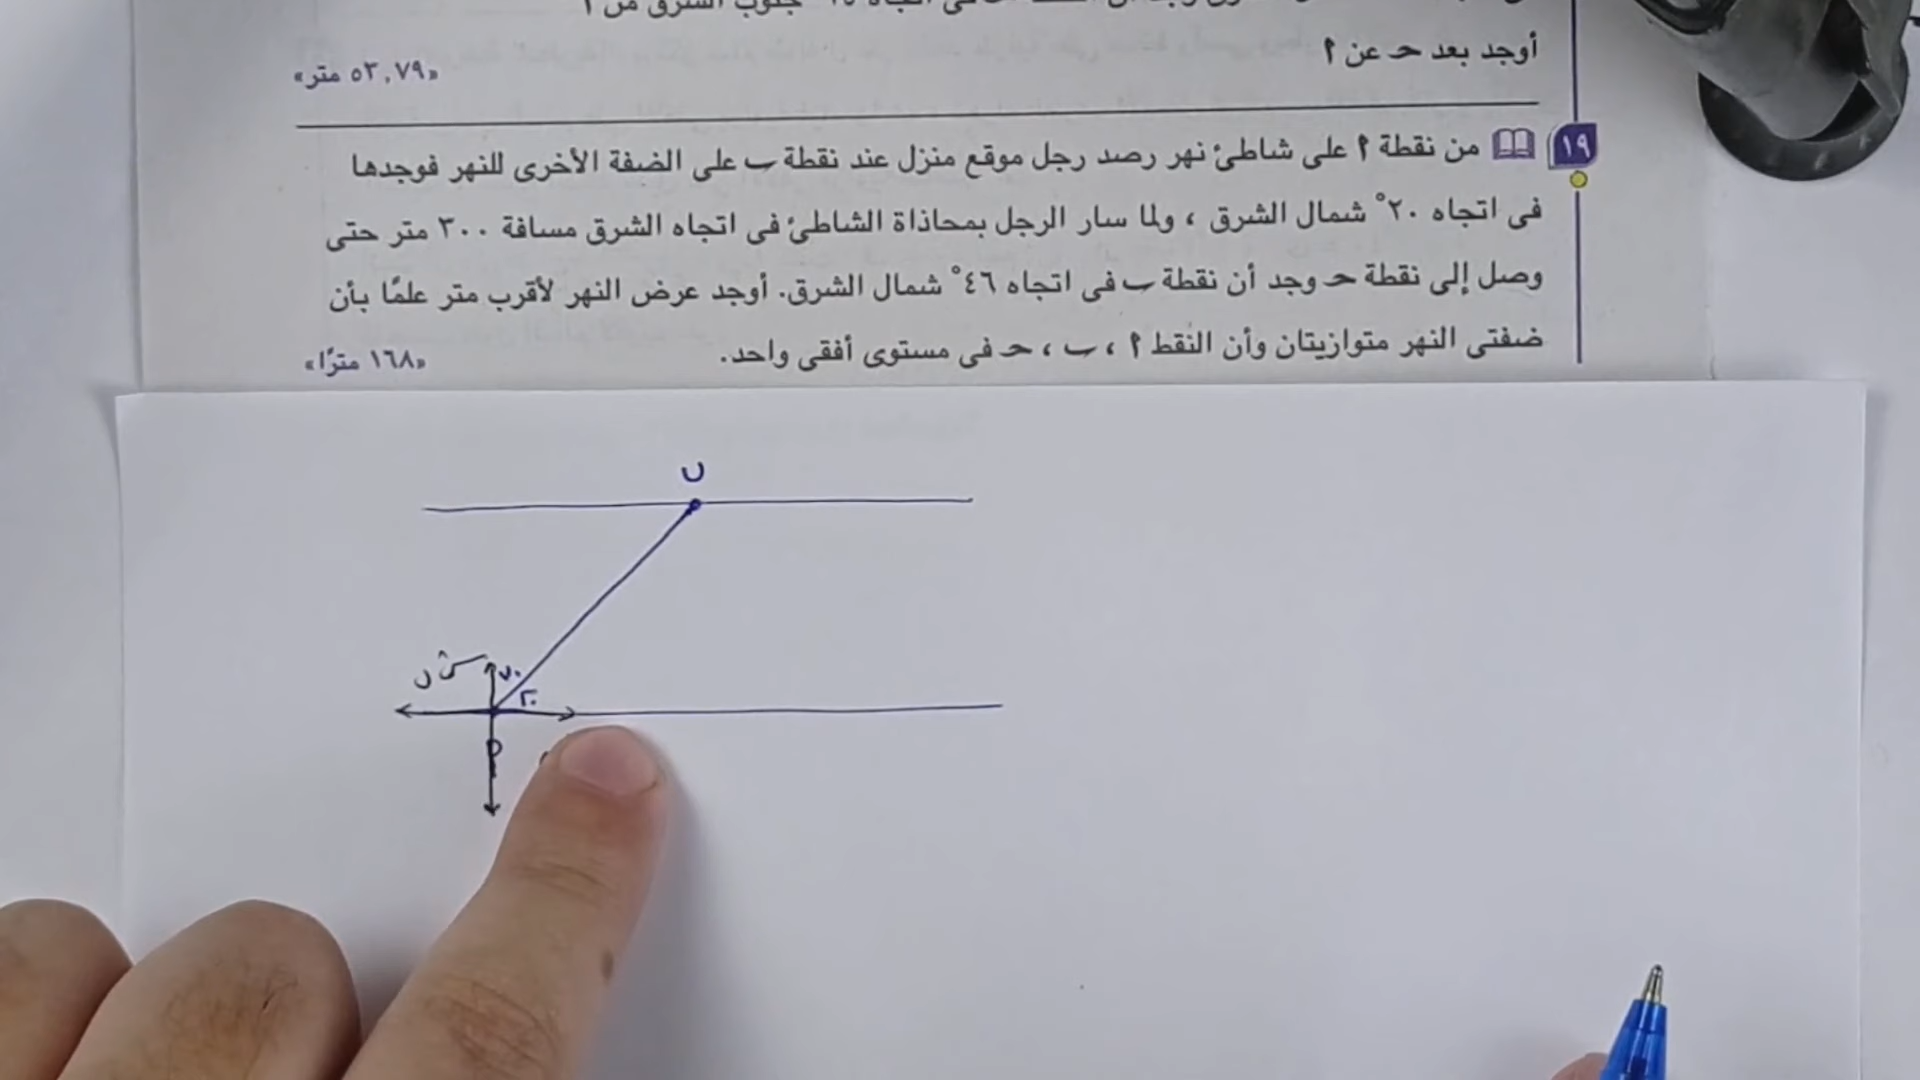 أوجد بعد حـ عن ٢
«٥٣,٧٩ متر»
١٩
من نقطة ٢ على شاطئ نهر رصد رجل موقع منزل عند نقطة ب على الضفة الأخرى للنهر فوجدها
فى اتجاه ٢٠° شمال الشرق ، ولما سار الرجل بمحاذاة الشاطئ فى اتجاه الشرق مسافة ٣٠٠ متر حتى
وصل إلى نقطة حـ وجد أن نقطة ب فى اتجاه ٤٦° شمال الشرق. أوجد عرض النهر لأقرب متر علمًا بأن
ضفتى النهر متوازيتان وأن النقط ٢ ، ب ، حـ فى مستوى أفقى واحد.
«١٦٨ مترًا»
ب
٧٠
٢٠